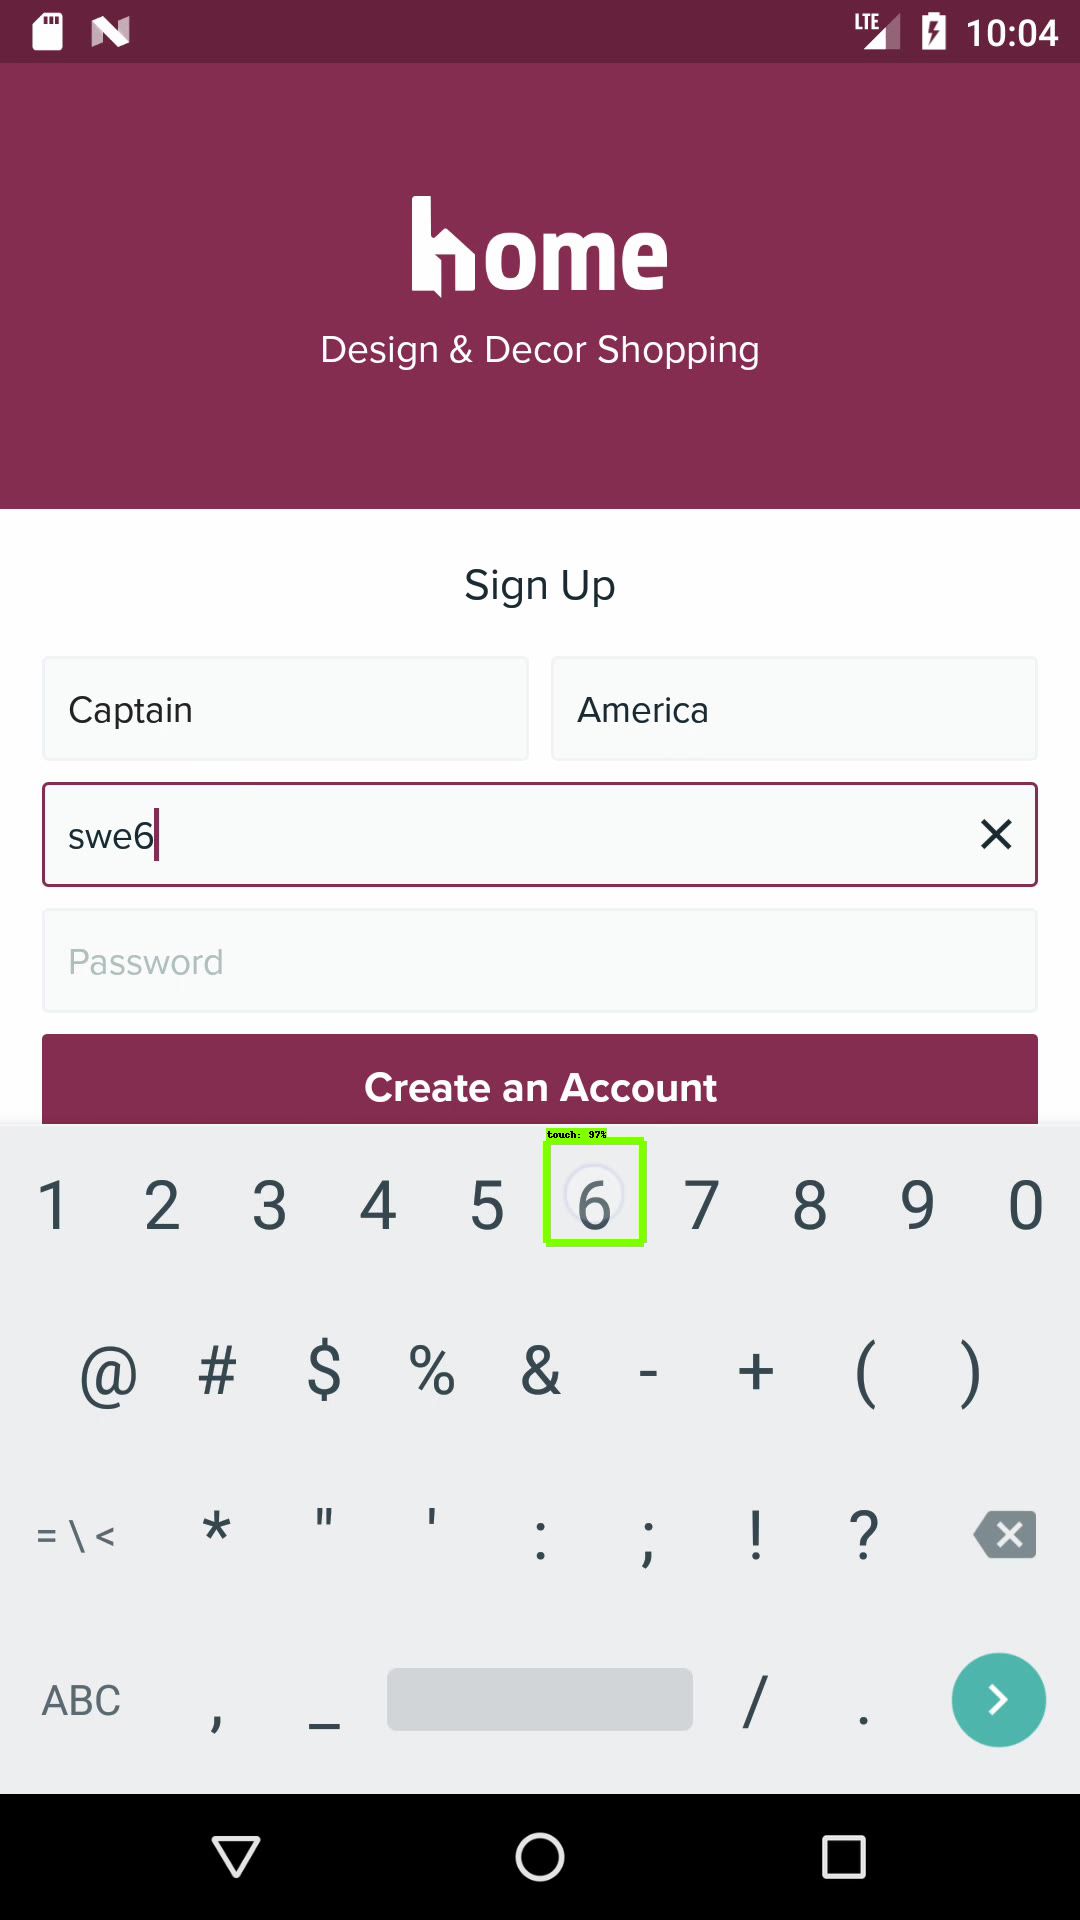 LTE 10:04
home
Design & Decor Shopping
Sign Up
Captain America
swe6
Password
Create an Account
touch: 97%
1 2 3 4 5 6 7 8 9 0
@ # $ % & - + ( )
= \ < * " ' : ; ! ?
ABC , _ / .